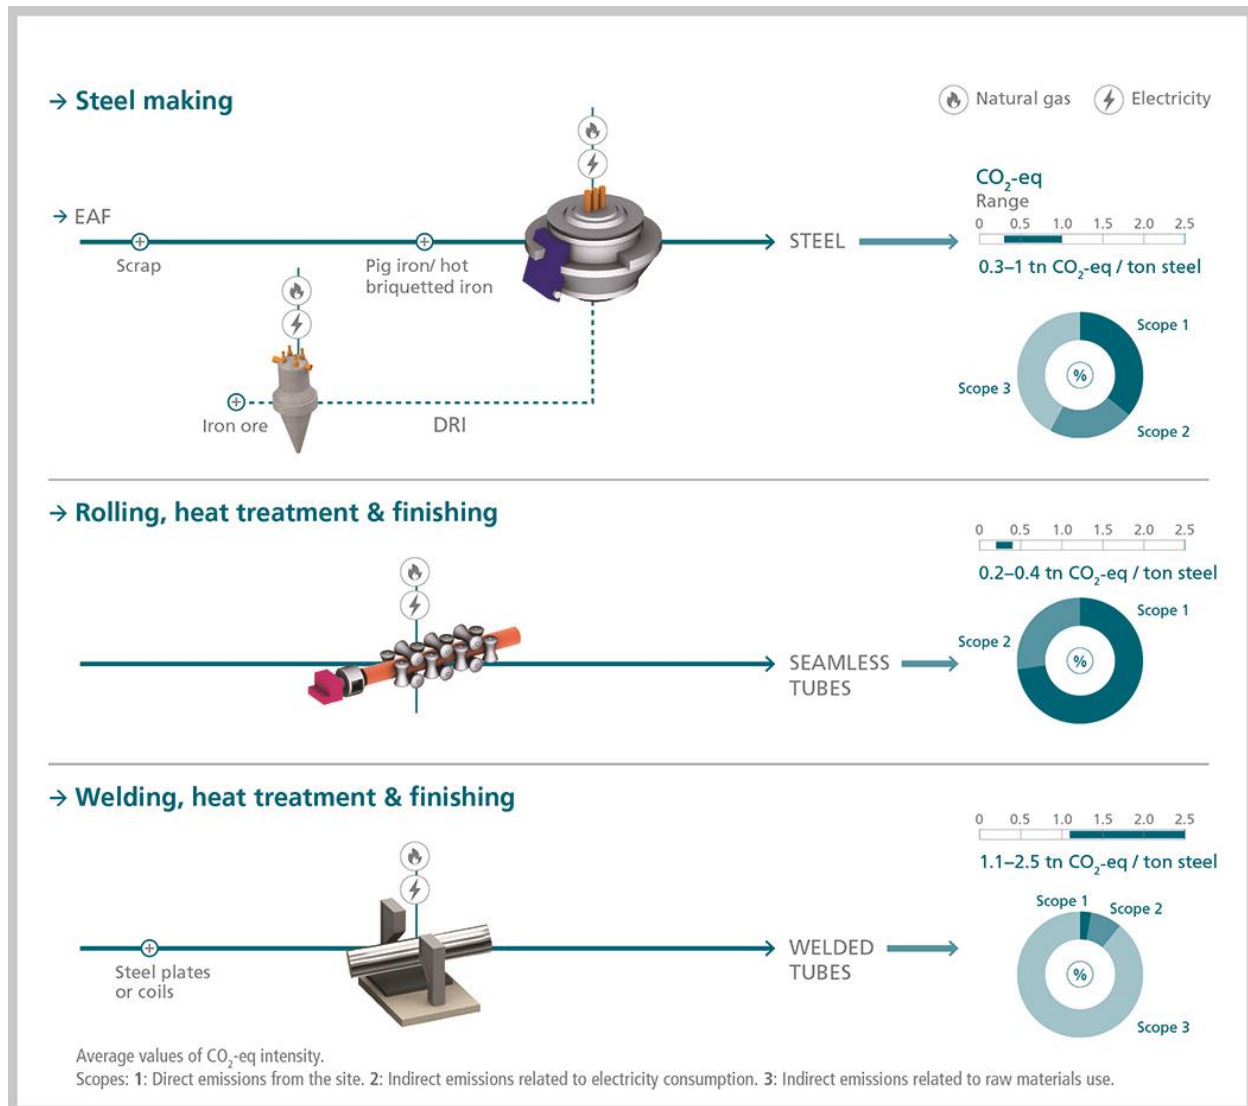 → Steel making
Natural gas
Electricity
→ EAF
Scrap
Pig iron/ hot
briquetted iron
Iron ore
DRI
STEEL
CO₂-eq
Range
0 0.5 1.0 1.5 2.0 2.5
0.3–1 tn CO₂-eq / ton steel
Scope 1
Scope 3
%
Scope 2
→ Rolling, heat treatment & finishing
SEAMLESS
TUBES
0 0.5 1.0 1.5 2.0 2.5
0.2–0.4 tn CO₂-eq / ton steel
Scope 1
Scope 2
%
→ Welding, heat treatment & finishing
Steel plates
or coils
WELDED
TUBES
0 0.5 1.0 1.5 2.0 2.5
1.1–2.5 tn CO₂-eq / ton steel
Scope 1
Scope 2
%
Scope 3
Average values of CO₂-eq intensity.
Scopes: 1: Direct emissions from the site. 2: Indirect emissions related to electricity consumption. 3: Indirect emissions related to raw materials use.